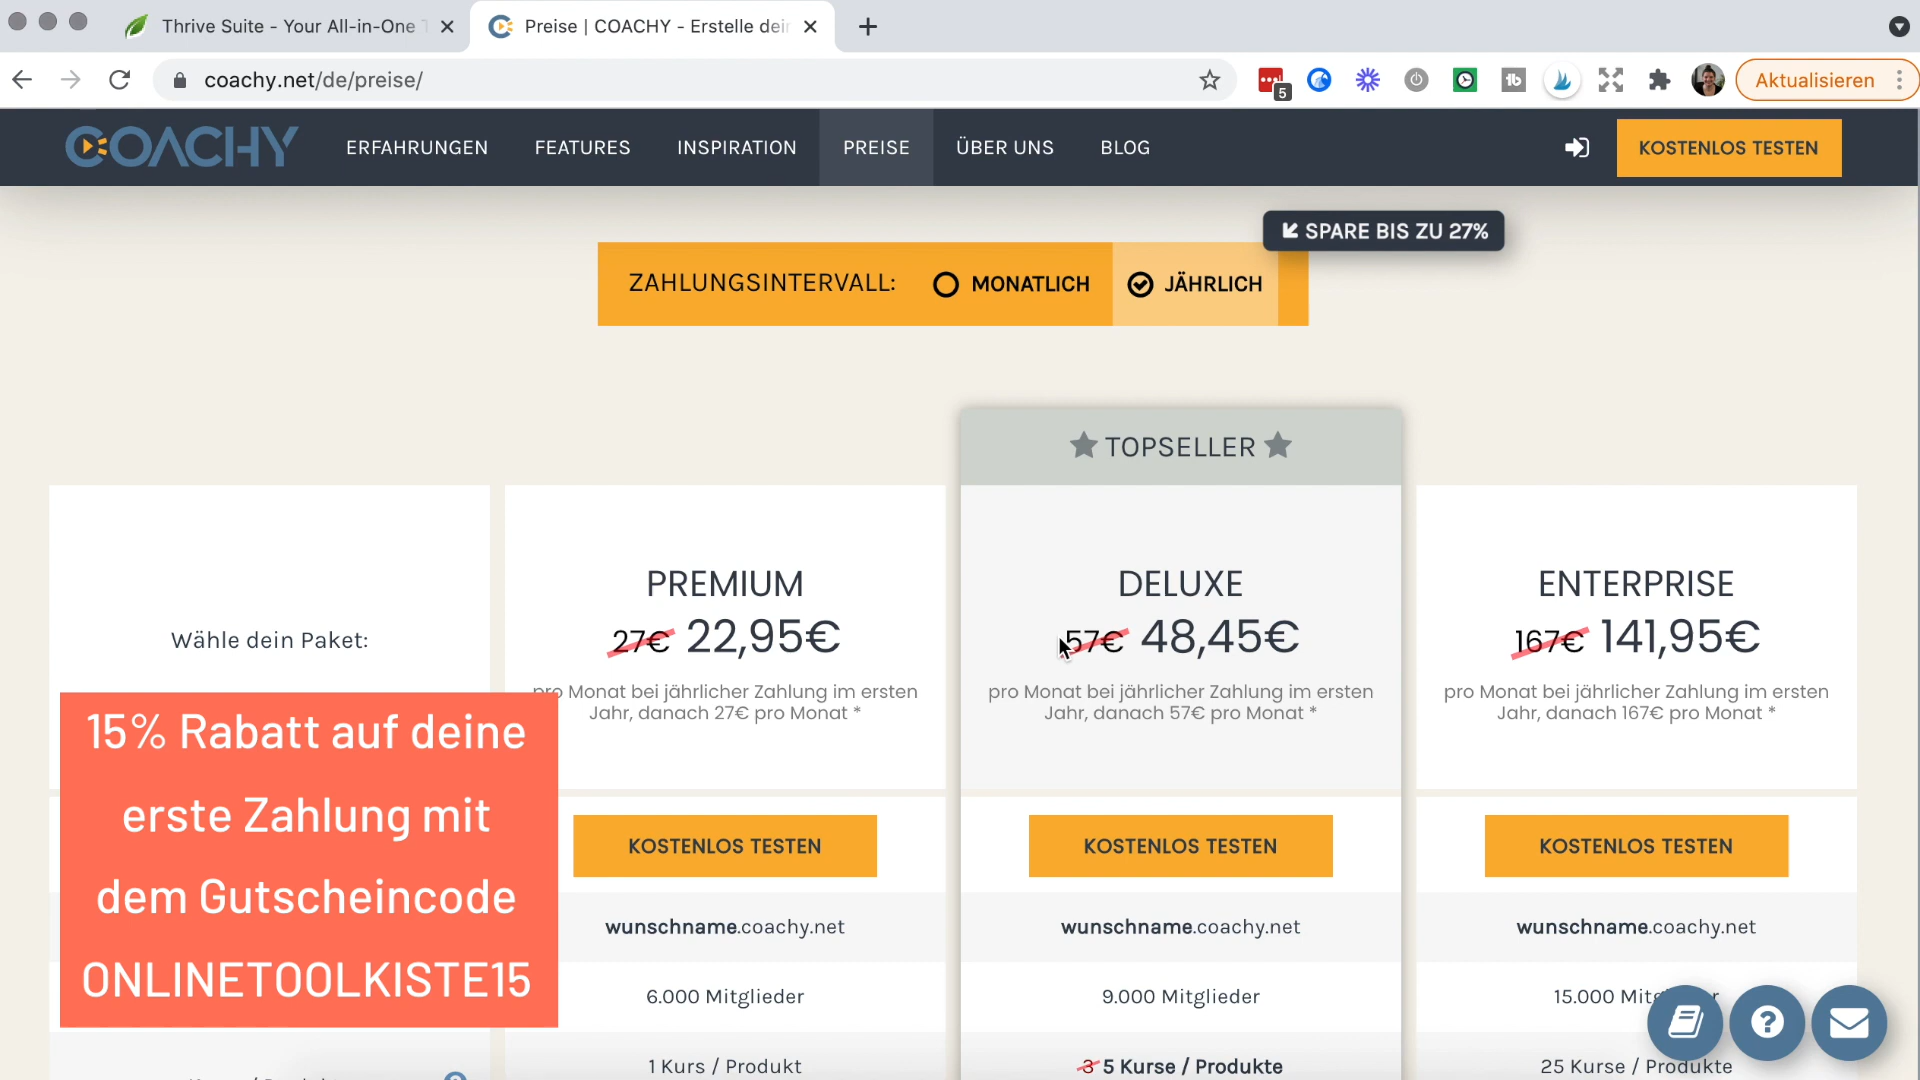 Thrive Suite - Your All-in-One
Preise | COACHY - Erstelle dei
coachy.net/de/preise/
5
Aktualisieren
COACHY
ERFAHRUNGEN
FEATURES
INSPIRATION
PREISE
ÜBER UNS
BLOG
KOSTENLOS TESTEN
SPARE BIS ZU 27%
ZAHLUNGSINTERVALL:
MONATLICH
JÄHRLICH
TOPSELLER
Wähle dein Paket:
PREMIUM
27€ 22,95€
pro Monat bei jährlicher Zahlung im ersten
Jahr, danach 27€ pro Monat *
DELUXE
57€ 48,45€
pro Monat bei jährlicher Zahlung im ersten
Jahr, danach 57€ pro Monat *
ENTERPRISE
167€ 141,95€
pro Monat bei jährlicher Zahlung im ersten
Jahr, danach 167€ pro Monat *
15% Rabatt auf deine
erste Zahlung mit
dem Gutscheincode
ONLINETOOLKISTE15
KOSTENLOS TESTEN
KOSTENLOS TESTEN
KOSTENLOS TESTEN
wunschname.coachy.net
wunschname.coachy.net
wunschname.coachy.net
6.000 Mitglieder
9.000 Mitglieder
15.000
1 Kurs / Produkt
3 5 Kurse / Produkte
25 Kurse / Produkte